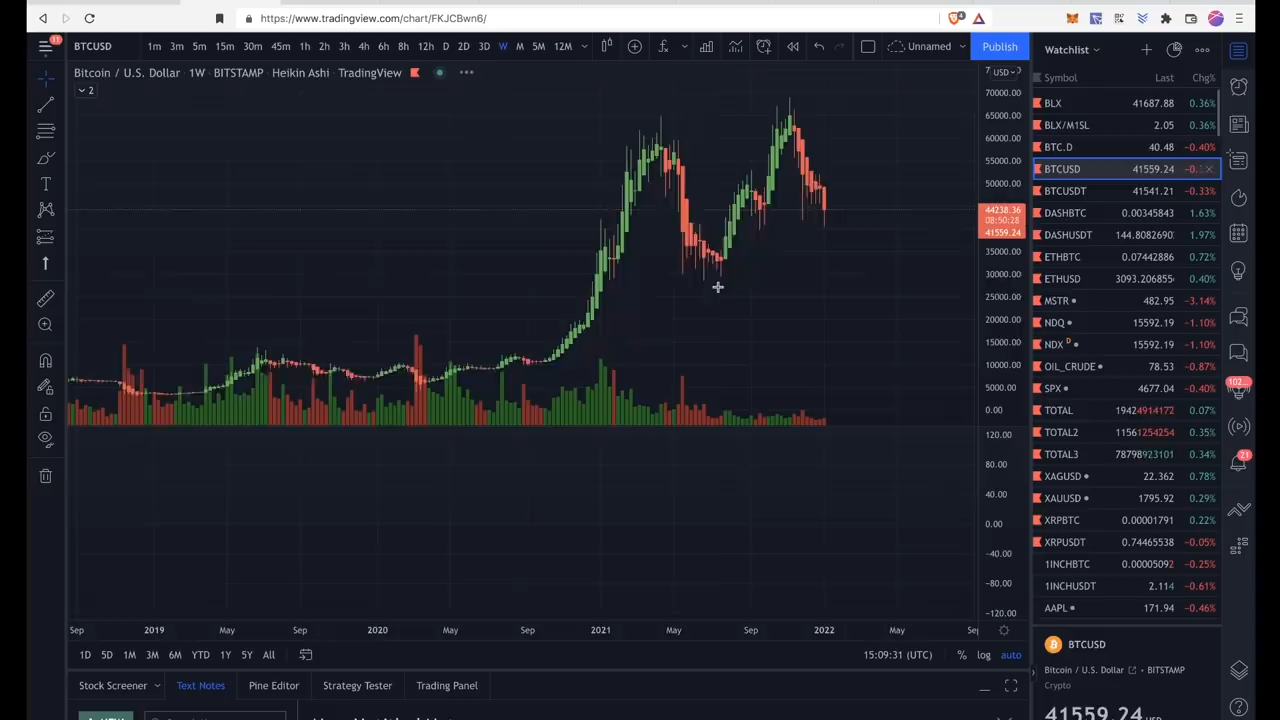 https://www.tradingview.com/chart/FKJCBwn6/
4
11
BTCUSD 1m 3m 5m 15m 30m 45m 1h 2h 3h 4h 6h 8h 12h D 2D 3D W M 5M 12M Unnamed Publish
Watchlist
Bitcoin / U.S. Dollar · 1W · BITSTAMP · Heikin Ashi · TradingView
2
USD
70000.00
65000.00
60000.00
55000.00
50000.00
44238.36
08:50:28
41559.24
35000.00
30000.00
25000.00
20000.00
15000.00
10000.00
5000.00
0.00
120.00
80.00
40.00
0.00
−40.00
−80.00
−120.00
Sep 2019 May Sep 2020 May Sep 2021 May Sep 2022 May
1D 5D 1M 3M 6M YTD 1Y 5Y All
15:09:31 (UTC) % log auto
Stock Screener Text Notes Pine Editor Strategy Tester Trading Panel
Symbol Last Chg%
BLX 41687.88 0.36%
BLX/M1SL 2.05 0.36%
BTC.D 40.48 −0.40%
BTCUSD 41559.24
BTCUSDT 41541.21 −0.33%
DASHBTC 0.00345843 1.63%
DASHUSDT 144.8082690 1.97%
ETHBTC 0.07442886 0.72%
ETHUSD 3093.206855 0.40%
MSTR 482.95 −3.14%
NDQ 15592.19 −1.10%
NDX D 15592.19 −1.10%
OIL_CRUDE 78.53 −0.87%
SPX 4677.04 −0.40%
TOTAL 19424914172 0.07%
TOTAL2 11561254254 0.35%
TOTAL3 78798923101 0.34%
XAGUSD 22.362 0.78%
XAUUSD 1795.92 0.29%
XRPBTC 0.00001791 0.22%
XRPUSDT 0.74465538 −0.05%
1INCHBTC 0.00005092 −0.25%
1INCHUSDT 2.114 −0.61%
AAPL 171.94 −0.46%
102
21
BTCUSD
Bitcoin / U.S. Dollar BITSTAMP
Crypto
41559.24